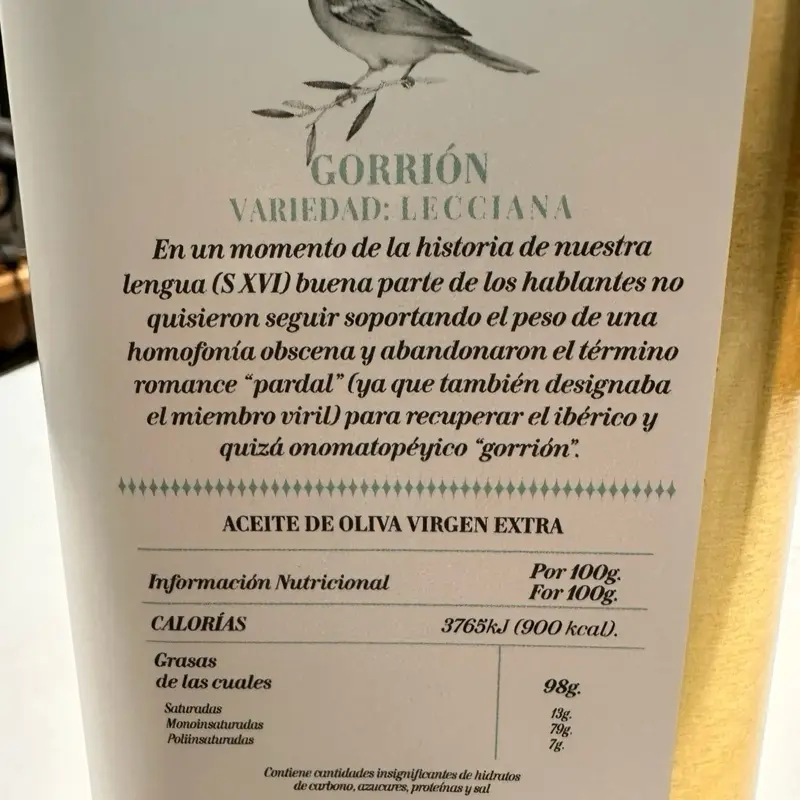 GORRIÓN
VARIEDAD: LECCIANA
En un momento de la historia de nuestra
lengua (S XVI) buena parte de los hablantes no
quisieron seguir soportando el peso de una
homofonía obscena y abandonaron el término
romance “pardal” (ya que también designaba
el miembro viril) para recuperar el ibérico y
quizá onomatopéyico “gorrión”.
ACEITE DE OLIVA VIRGEN EXTRA
Información Nutricional
Por 100g.
For 100g.
CALORÍAS 3765kJ (900 kcal).
Grasas
de las cuales 98g.
Saturadas 13g.
Monoinsaturadas 79g.
Poliinsaturadas 7g.
Contiene cantidades insignificantes de hidratos
de carbono, azucares, proteínas y sal